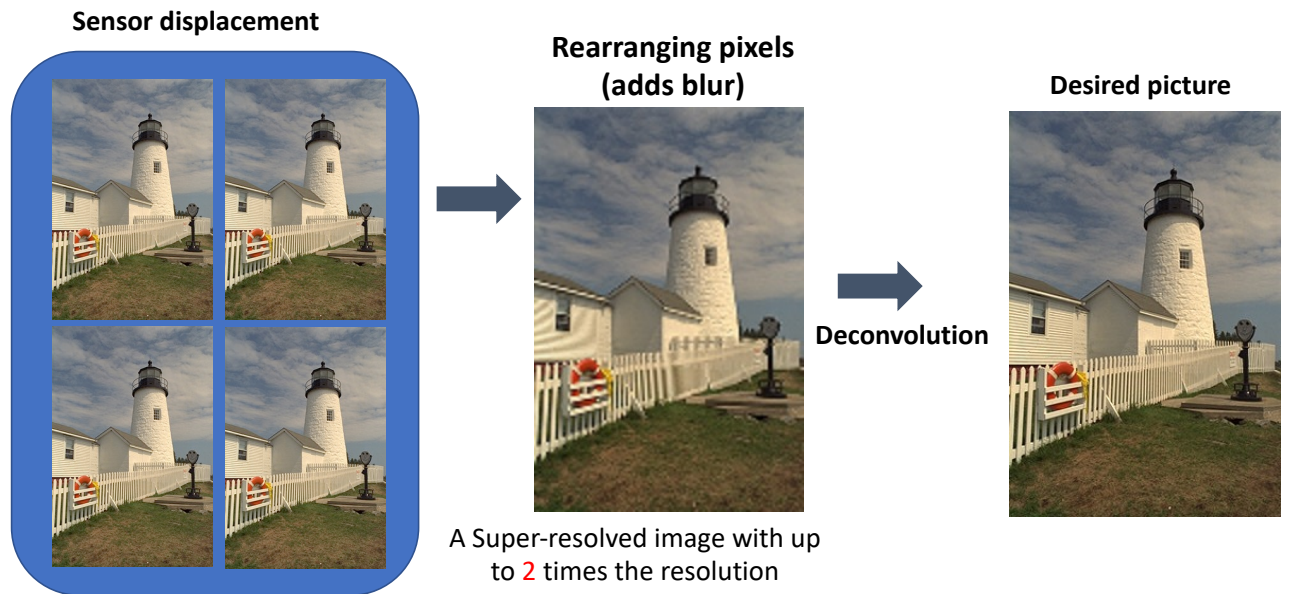 Sensor displacement
Rearranging pixels
(adds blur)
Desired picture
Deconvolution
A Super-resolved image with up
to 2 times the resolution